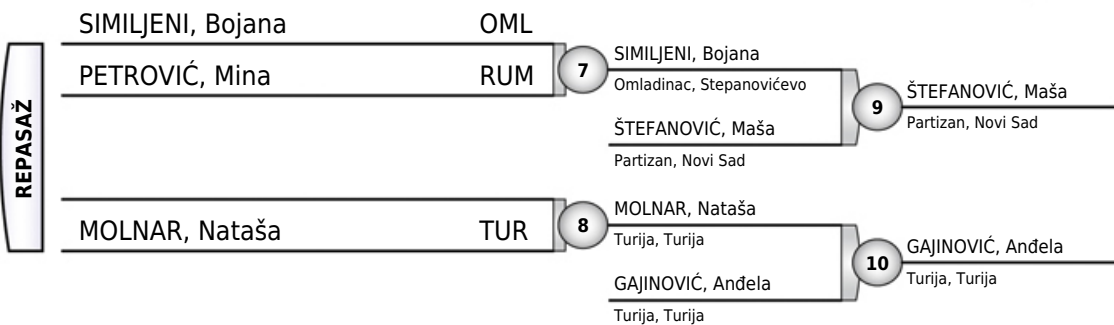 REPASAŽ
SIMILJENI, Bojana OML
PETROVIĆ, Mina RUM
7
SIMILJENI, Bojana
Omladinac, Stepanovićevo
ŠTEFANOVIĆ, Maša
Partizan, Novi Sad
9
ŠTEFANOVIĆ, Maša
Partizan, Novi Sad
MOLNAR, Nataša TUR
8
MOLNAR, Nataša
Turija, Turija
GAJINOVIĆ, Anđela
Turija, Turija
10
GAJINOVIĆ, Anđela
Turija, Turija